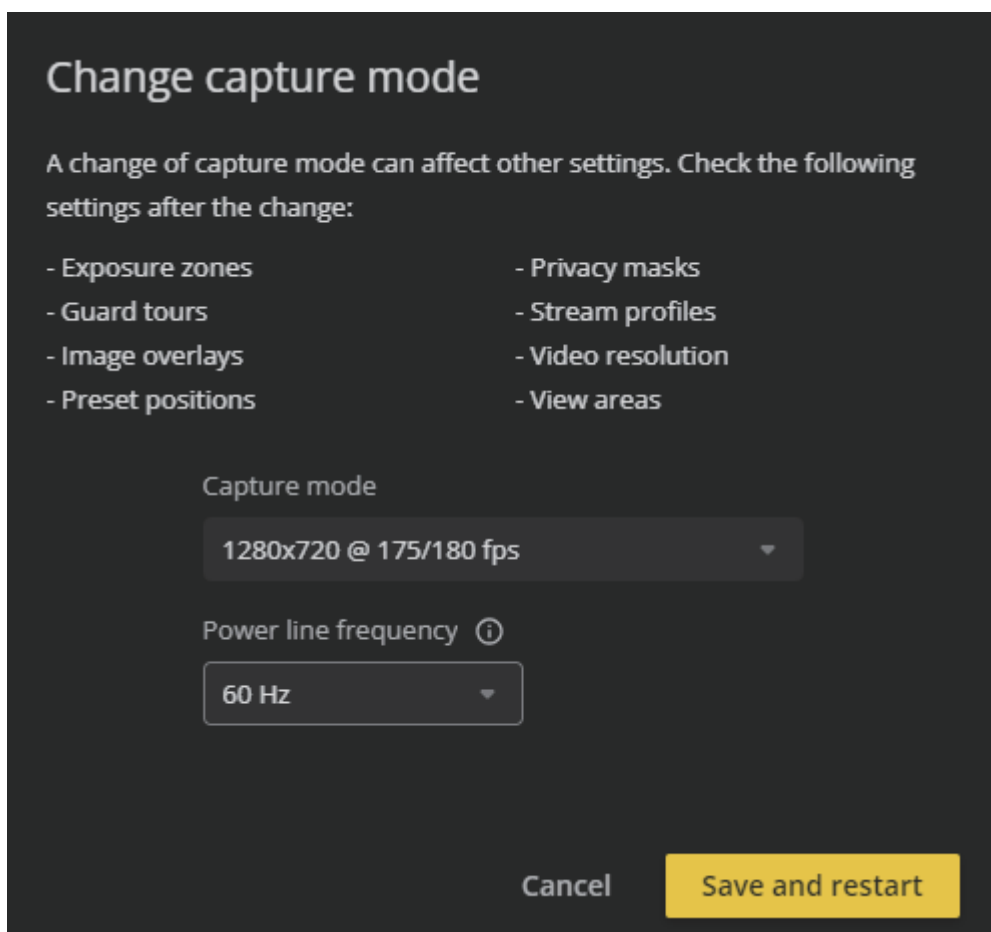 Change capture mode
A change of capture mode can affect other settings. Check the following
settings after the change:
- Exposure zones
- Guard tours
- Image overlays
- Preset positions
- Privacy masks
- Stream profiles
- Video resolution
- View areas
Capture mode
1280x720 @ 175/180 fps
Power line frequency
60 Hz
Cancel
Save and restart